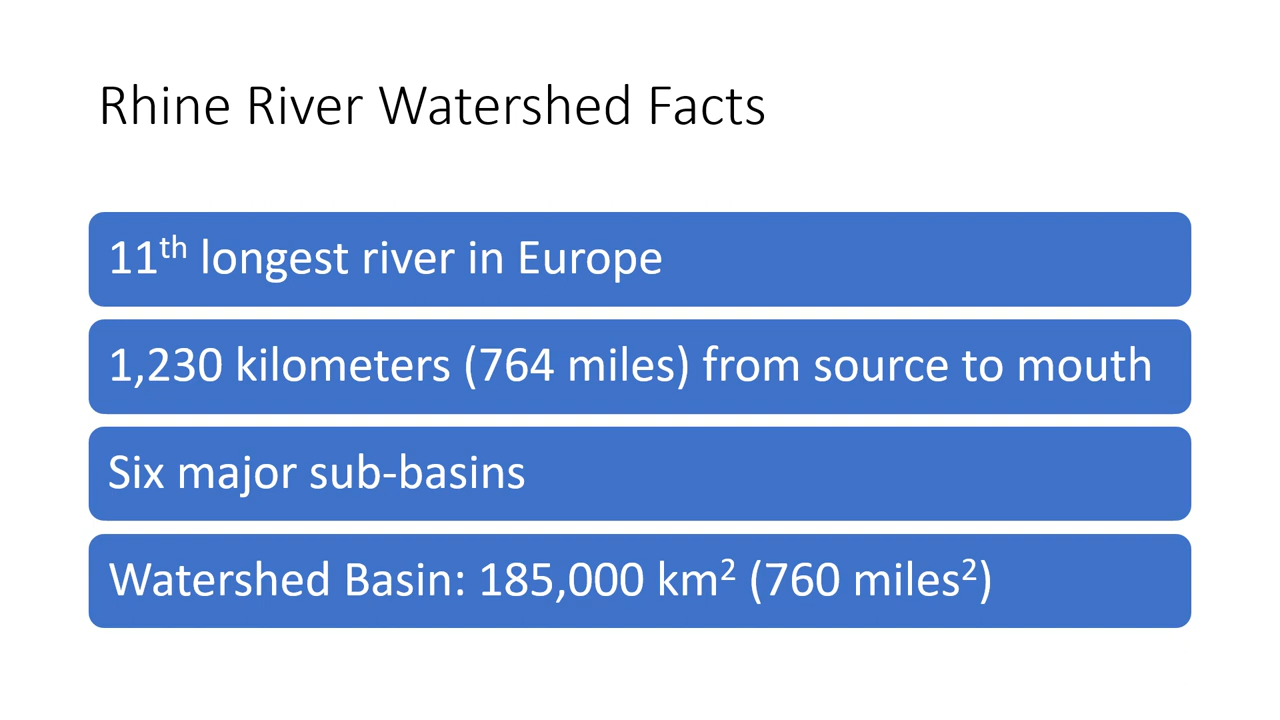 Rhine River Watershed Facts
11th longest river in Europe
1,230 kilometers (764 miles) from source to mouth
Six major sub-basins
Watershed Basin: 185,000 km² (760 miles²)